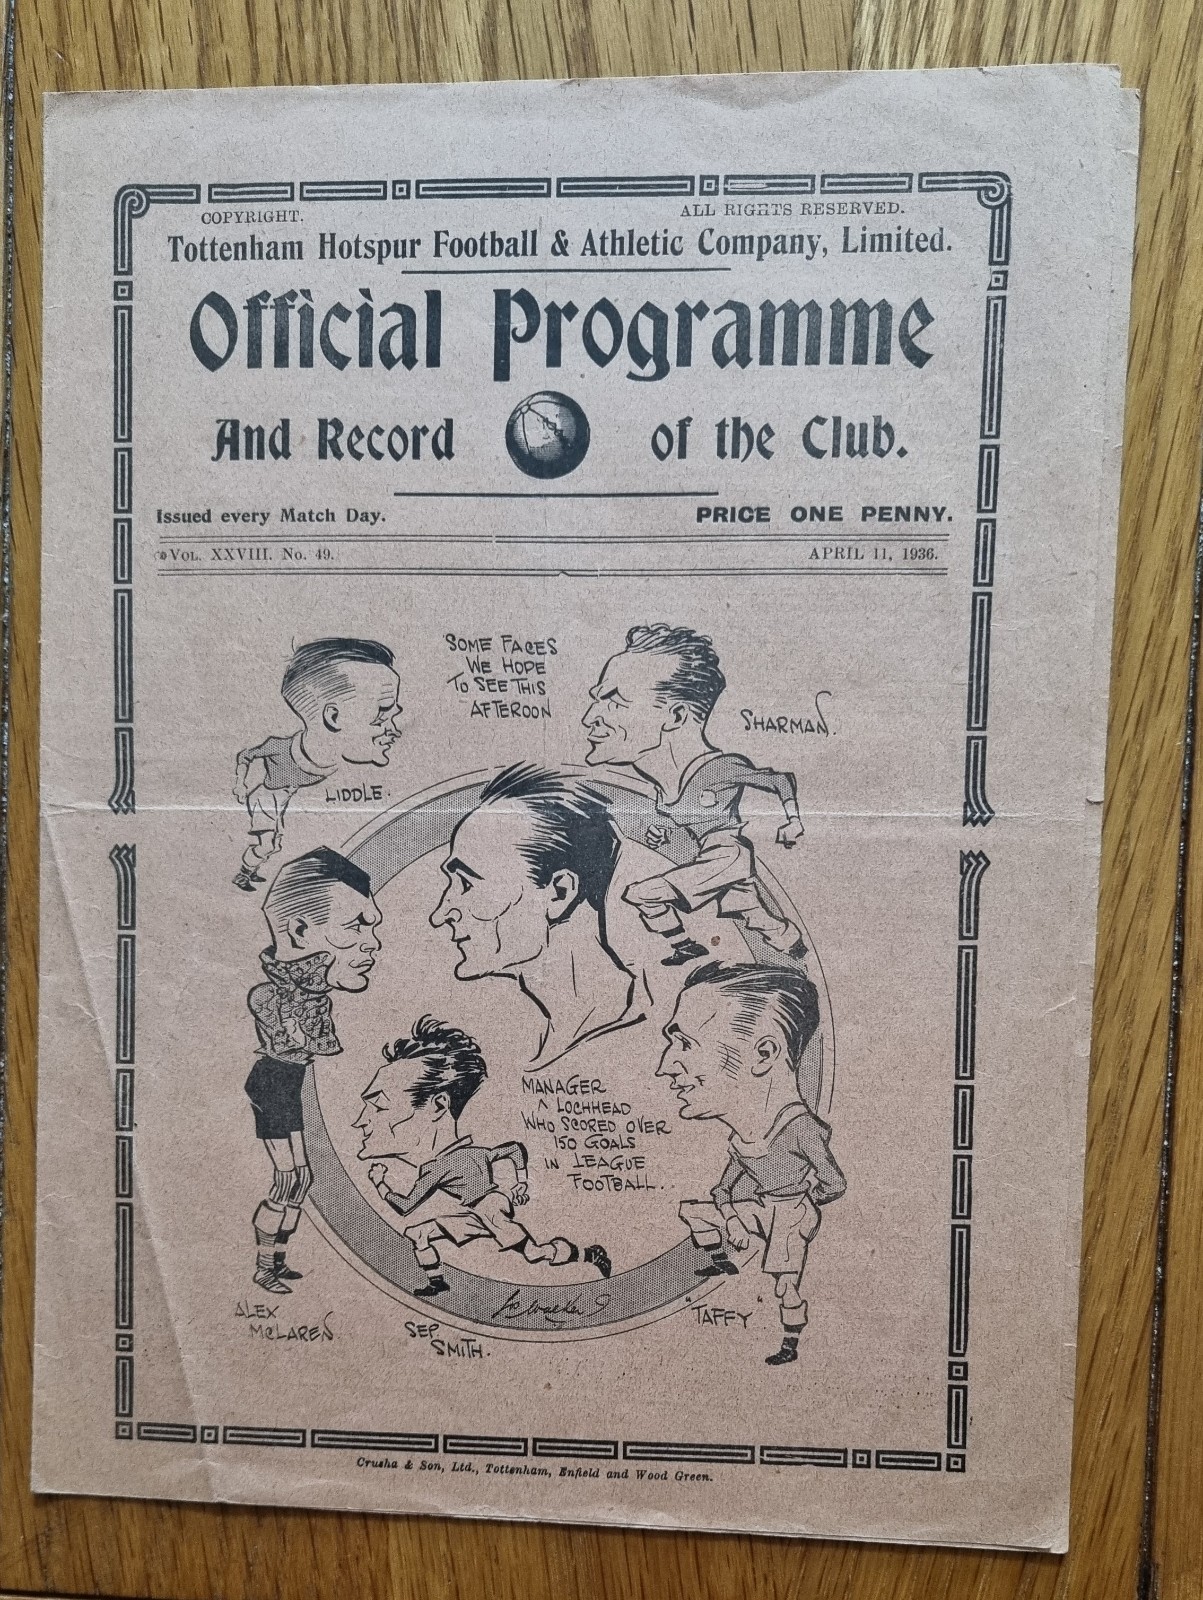 COPYRIGHT. ALL RIGHTS RESERVED.
Tottenham Hotspur Football & Athletic Company, Limited.
Official Programme
And Record of the Club.
Issued every Match Day. PRICE ONE PENNY.
VOL. XXVIII. No. 49. APRIL 11, 1936.
SOME FACES
WE HOPE
TO SEE THIS
AFTEROON
SHARMAN.
LIDDLE.
MANAGER
^ LOCHHEAD
WHO SCORED OVER
150 GOALS
IN LEAGUE
FOOTBALL..
ALEX
MCLAREN
SEP.
SMITH.
"TAFFY"
Crusha & Son, Ltd., Tottenham, Enfield and Wood Green.